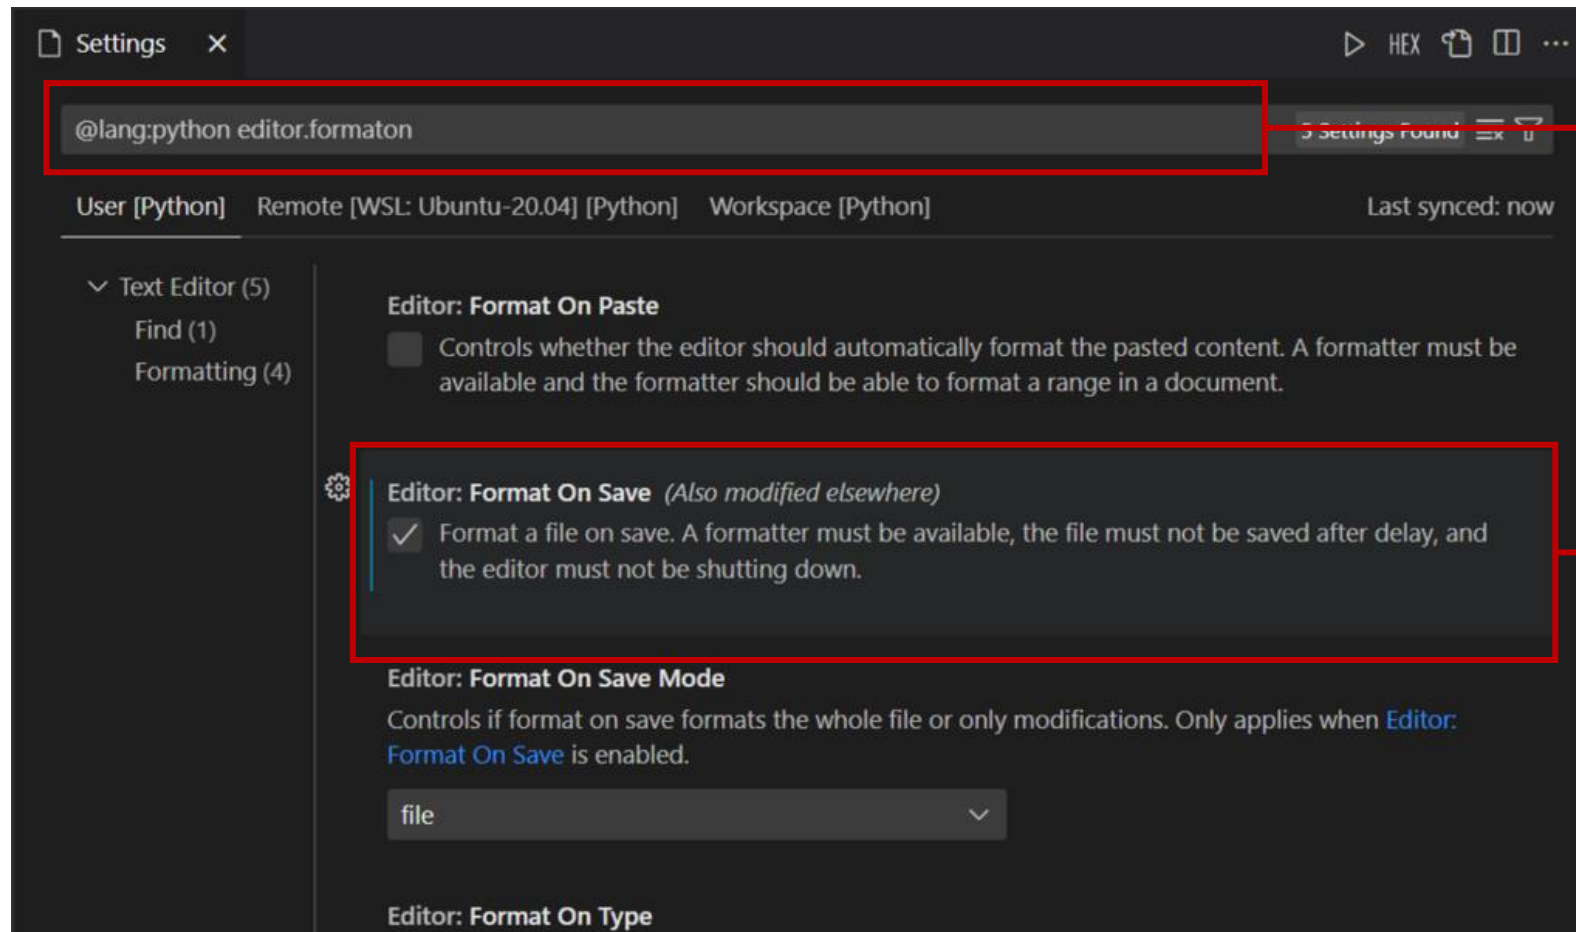 Settings
HEX
@lang:python editor.formaton
5 Settings Found
User [Python] Remote [WSL: Ubuntu-20.04] [Python] Workspace [Python] Last synced: now
Text Editor (5)
Find (1)
Formatting (4)
Editor: Format On Paste
Controls whether the editor should automatically format the pasted content. A formatter must be
available and the formatter should be able to format a range in a document.
Editor: Format On Save (Also modified elsewhere)
Format a file on save. A formatter must be available, the file must not be saved after delay, and
the editor must not be shutting down.
Editor: Format On Save Mode
Controls if format on save formats the whole file or only modifications. Only applies when Editor:
Format On Save is enabled.
file
Editor: Format On Type